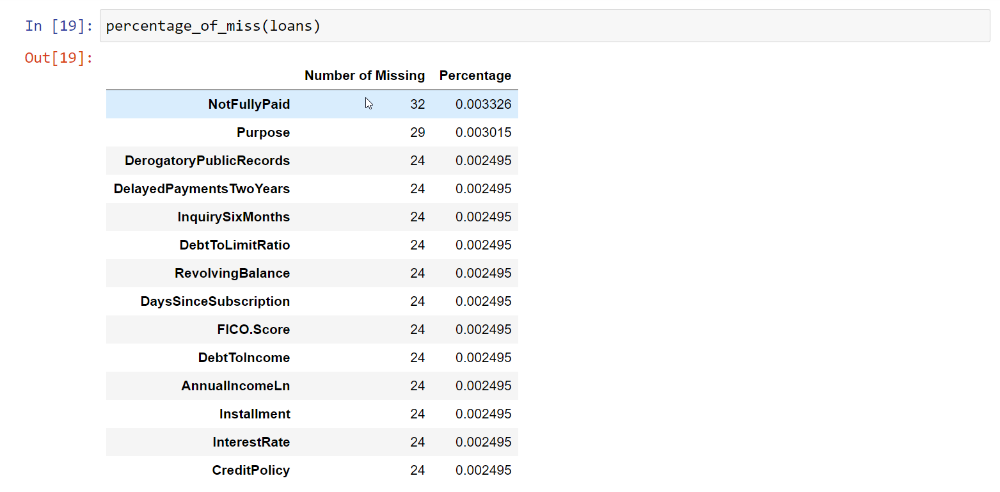 In [19]: percentage_of_miss(loans)
Out[19]:
Number of Missing Percentage
NotFullyPaid 32 0.003326
Purpose 29 0.003015
DerogatoryPublicRecords 24 0.002495
DelayedPaymentsTwoYears 24 0.002495
InquirySixMonths 24 0.002495
DebtToLimitRatio 24 0.002495
RevolvingBalance 24 0.002495
DaysSinceSubscription 24 0.002495
FICO.Score 24 0.002495
DebtToIncome 24 0.002495
AnnualIncomeLn 24 0.002495
Installment 24 0.002495
InterestRate 24 0.002495
CreditPolicy 24 0.002495